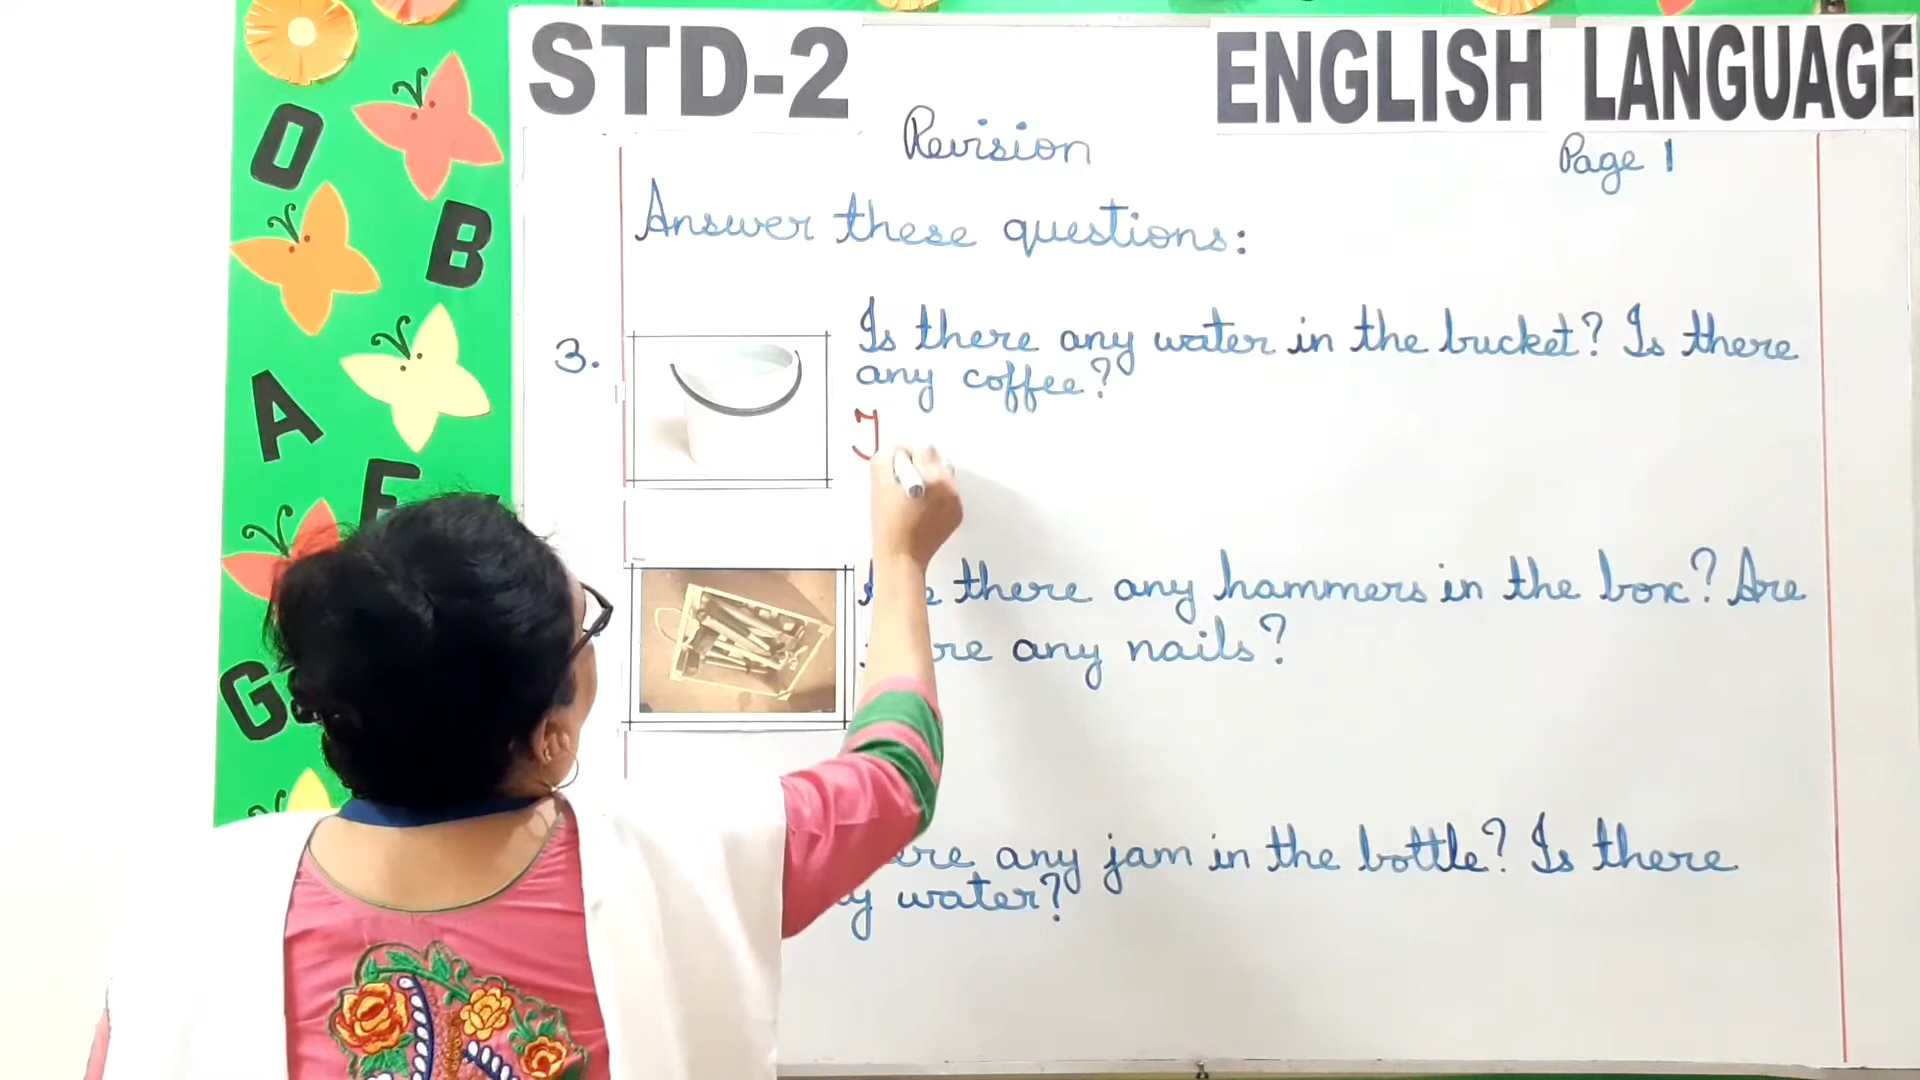 STD-2
ENGLISH LANGUAGE
Revision
Page 1
Answer these questions:
3.
Is there any water in the bucket? Is there
any coffee?
O
B
A
E
G
there any hammers in the box? Are
any nails?
any jam in the bottle? Is there
water?